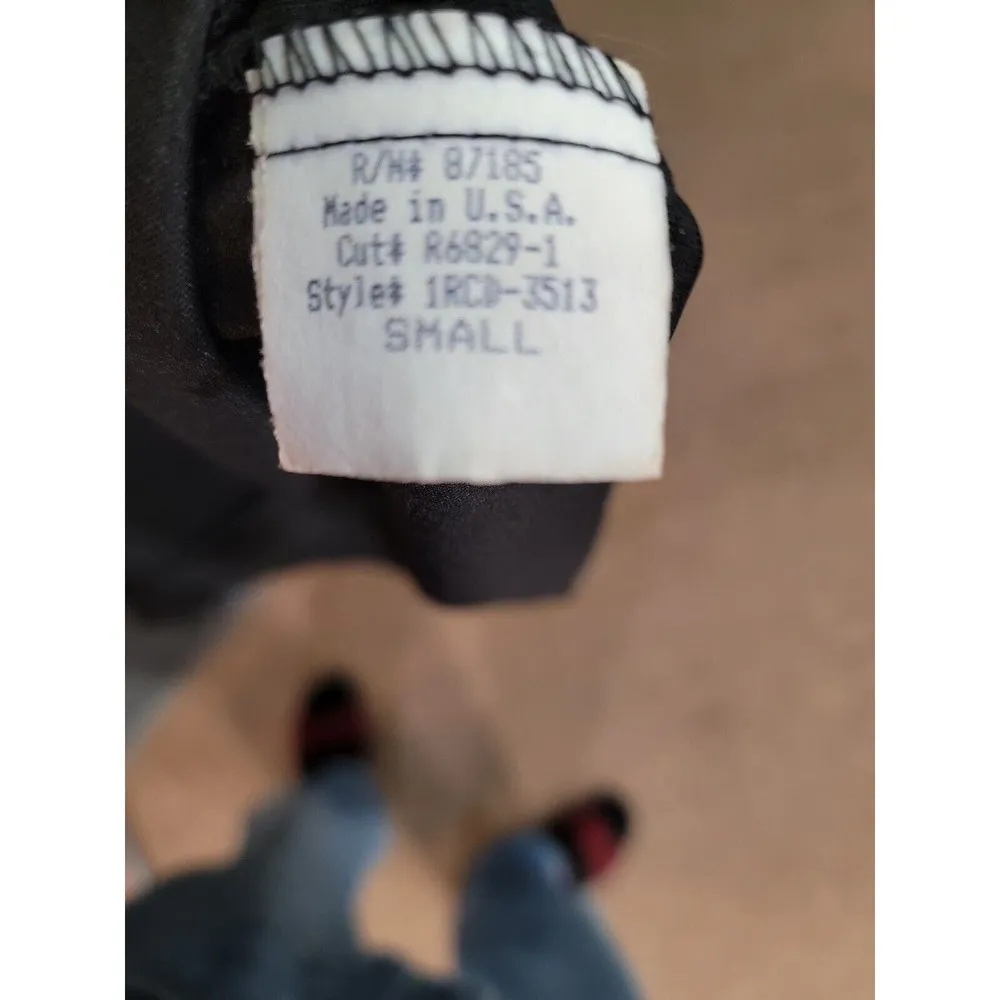 R/N# 87185
Made in U.S.A.
Cut# R6829-1
Style# 1RCD-3513
SMALL